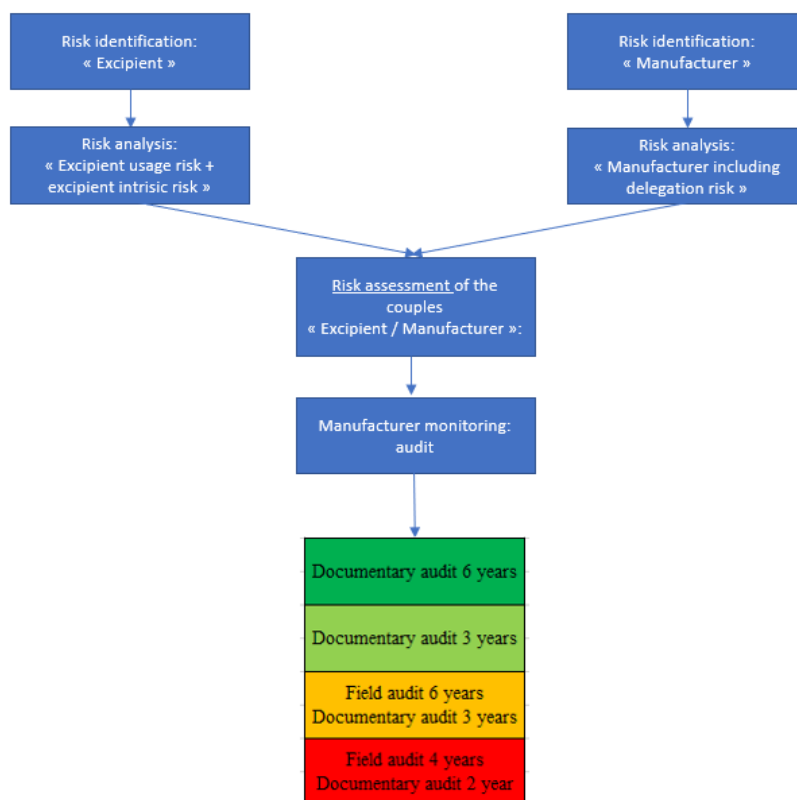 Risk identification:
« Excipient »
Risk identification:
« Manufacturer »
Risk analysis:
« Excipient usage risk +
excipient intrisic risk »
Risk analysis:
« Manufacturer including
delegation risk »
Risk assessment of the
couples
« Excipient / Manufacturer »:
Manufacturer monitoring:
audit
Documentary audit 6 years
Documentary audit 3 years
Field audit 6 years
Documentary audit 3 years
Field audit 4 years
Documentary audit 2 year